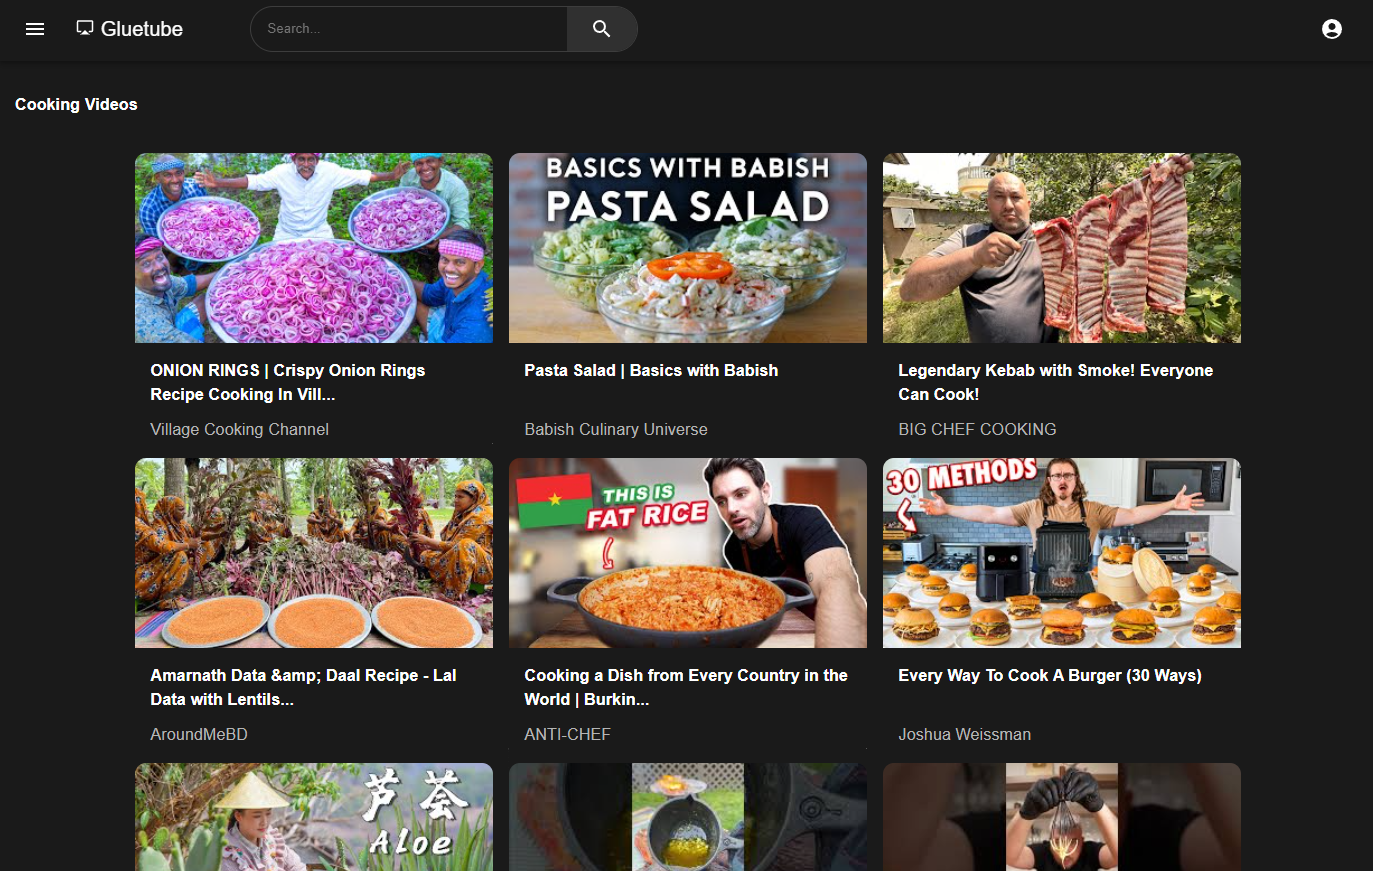 Gluetube
Search...
Cooking Videos
BASICS WITH BABISH
PASTA SALAD
ONION RINGS | Crispy Onion Rings
Recipe Cooking In Vill...
Village Cooking Channel
Pasta Salad | Basics with Babish
Babish Culinary Universe
Legendary Kebab with Smoke! Everyone
Can Cook!
BIG CHEF COOKING
THIS IS
FAT RICE
30 METHODS
Amarnath Data &amp; Daal Recipe - Lal
Data with Lentils...
AroundMeBD
Cooking a Dish from Every Country in the
World | Burkin...
ANTI-CHEF
Every Way To Cook A Burger (30 Ways)
Joshua Weissman
芦荟
Aloe